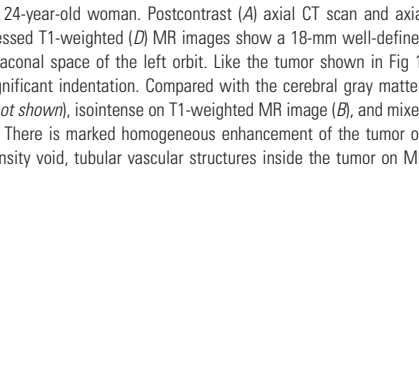 24-year-old woman. Postcontrast (A) axial CT scan and axia
essed T1-weighted (D) MR images show a 18-mm well-define
aconal space of the left orbit. Like the tumor shown in Fig 1
gnificant indentation. Compared with the cerebral gray matte
ot shown), isointense on T1-weighted MR image (B), and mixe
There is marked homogeneous enhancement of the tumor o
nsity void, tubular vascular structures inside the tumor on M